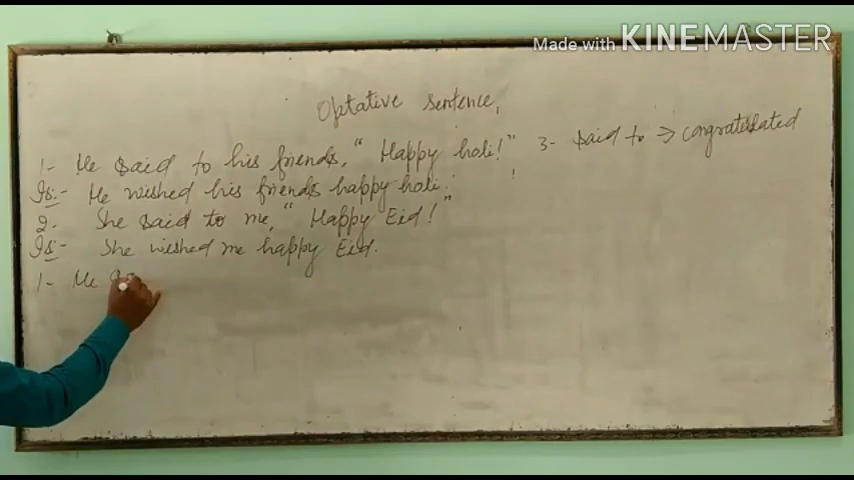 Made with KINEMASTER
Optative sentence,
3- Said to ⇒ congratulated
1- He said to his friends, "Happy holi!"
IS:- He wished his friends happy holi.
2. She said to me, "Happy Eid!"
IS:- She wished me happy Eid.
1- He